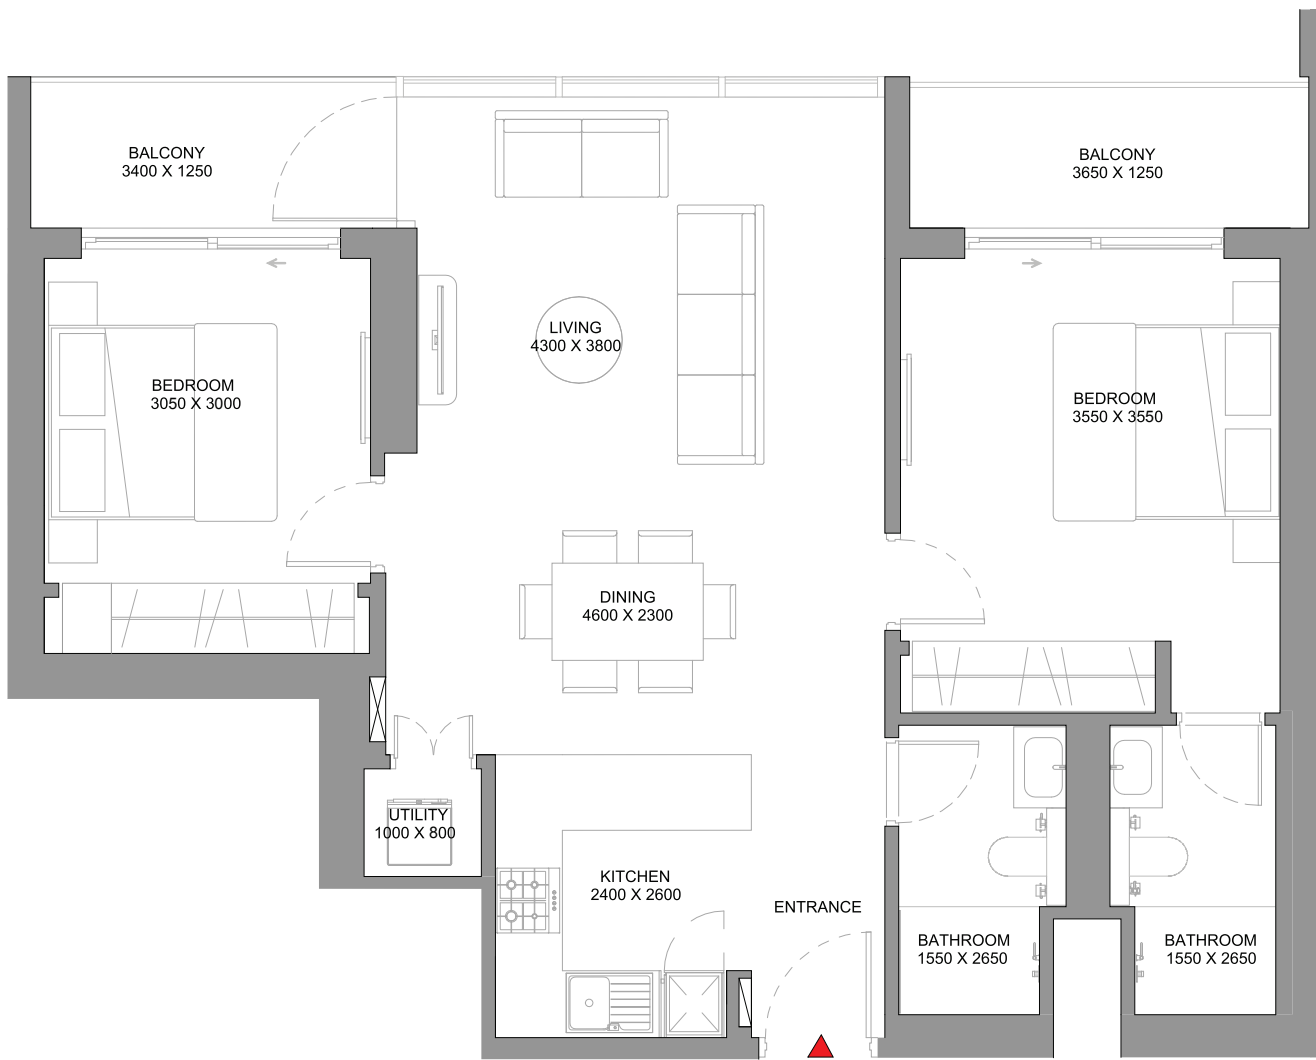 BALCONY
3400 X 1250
BALCONY
3650 X 1250
LIVING
4300 X 3800
BEDROOM
3050 X 3000
BEDROOM
3550 X 3550
DINING
4600 X 2300
UTILITY
1000 X 800
KITCHEN
2400 X 2600
ENTRANCE
BATHROOM
1550 X 2650
BATHROOM
1550 X 2650